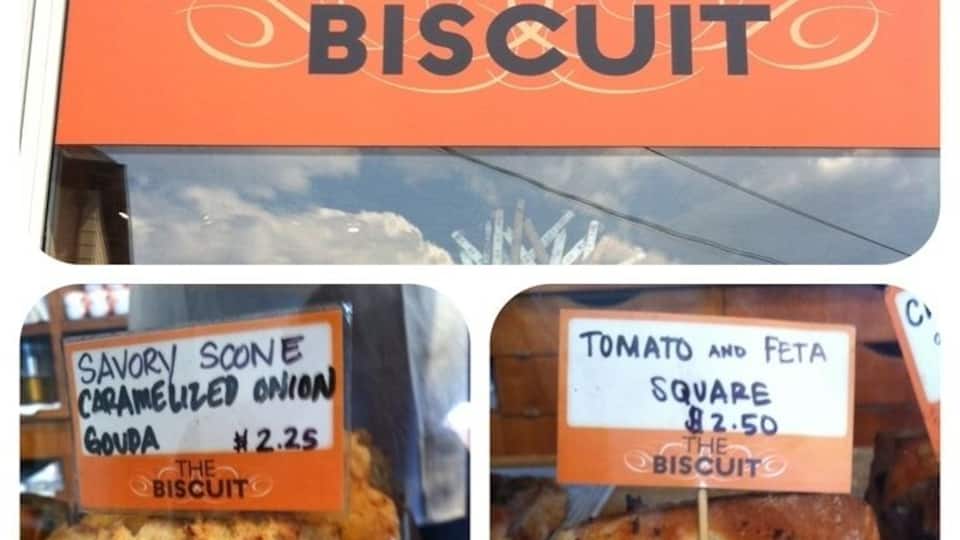 BISCUIT
SAVORY SCONE
CARAMELIZED ONION
GOUDA $2.25
THE
BISCUIT
TOMATO AND FETA
SQUARE
$2.50
THE
BISCUIT